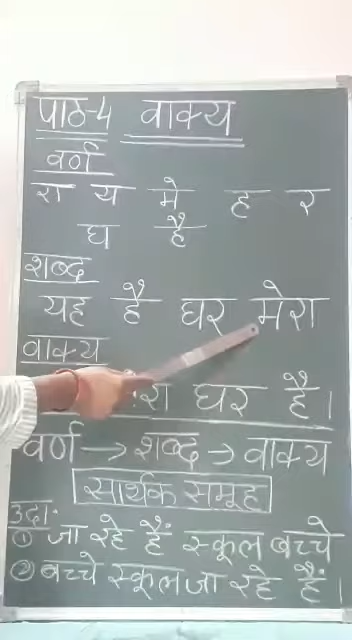 पाठ-4 वाक्य
वर्ण
रा य मे ह र
घ है
शब्द
यह है घर मेरा
वाक्य
रा घर है।
वर्ण → शब्द → वाक्य
सार्थक समूह
उदा:
① जा रहे हैं स्कूल बच्चे
② बच्चे स्कूल जा रहे हैं।